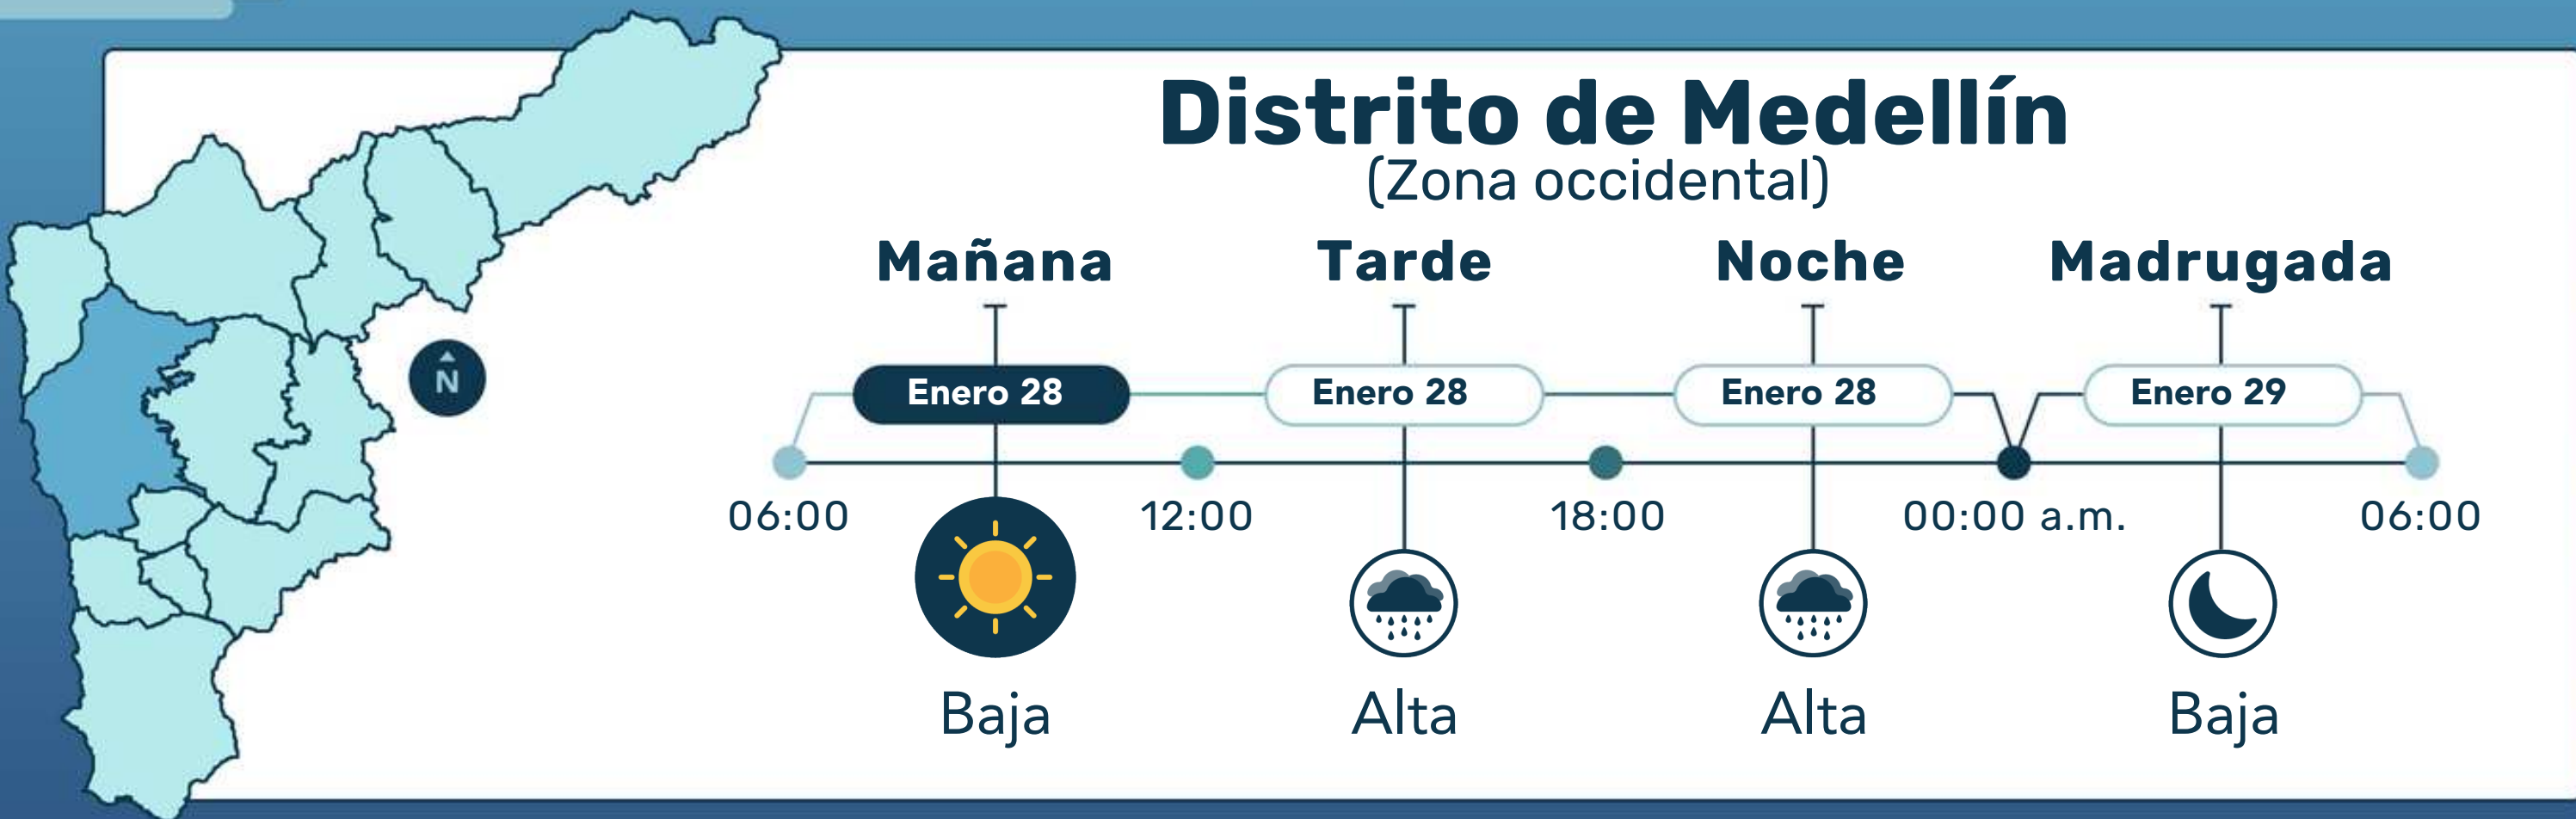 Distrito de Medellín
(Zona occidental)
Mañana Tarde Noche Madrugada
Enero 28 Enero 28 Enero 28 Enero 29
N
06:00 12:00 18:00 00:00 a.m. 06:00
Baja Alta Alta Baja